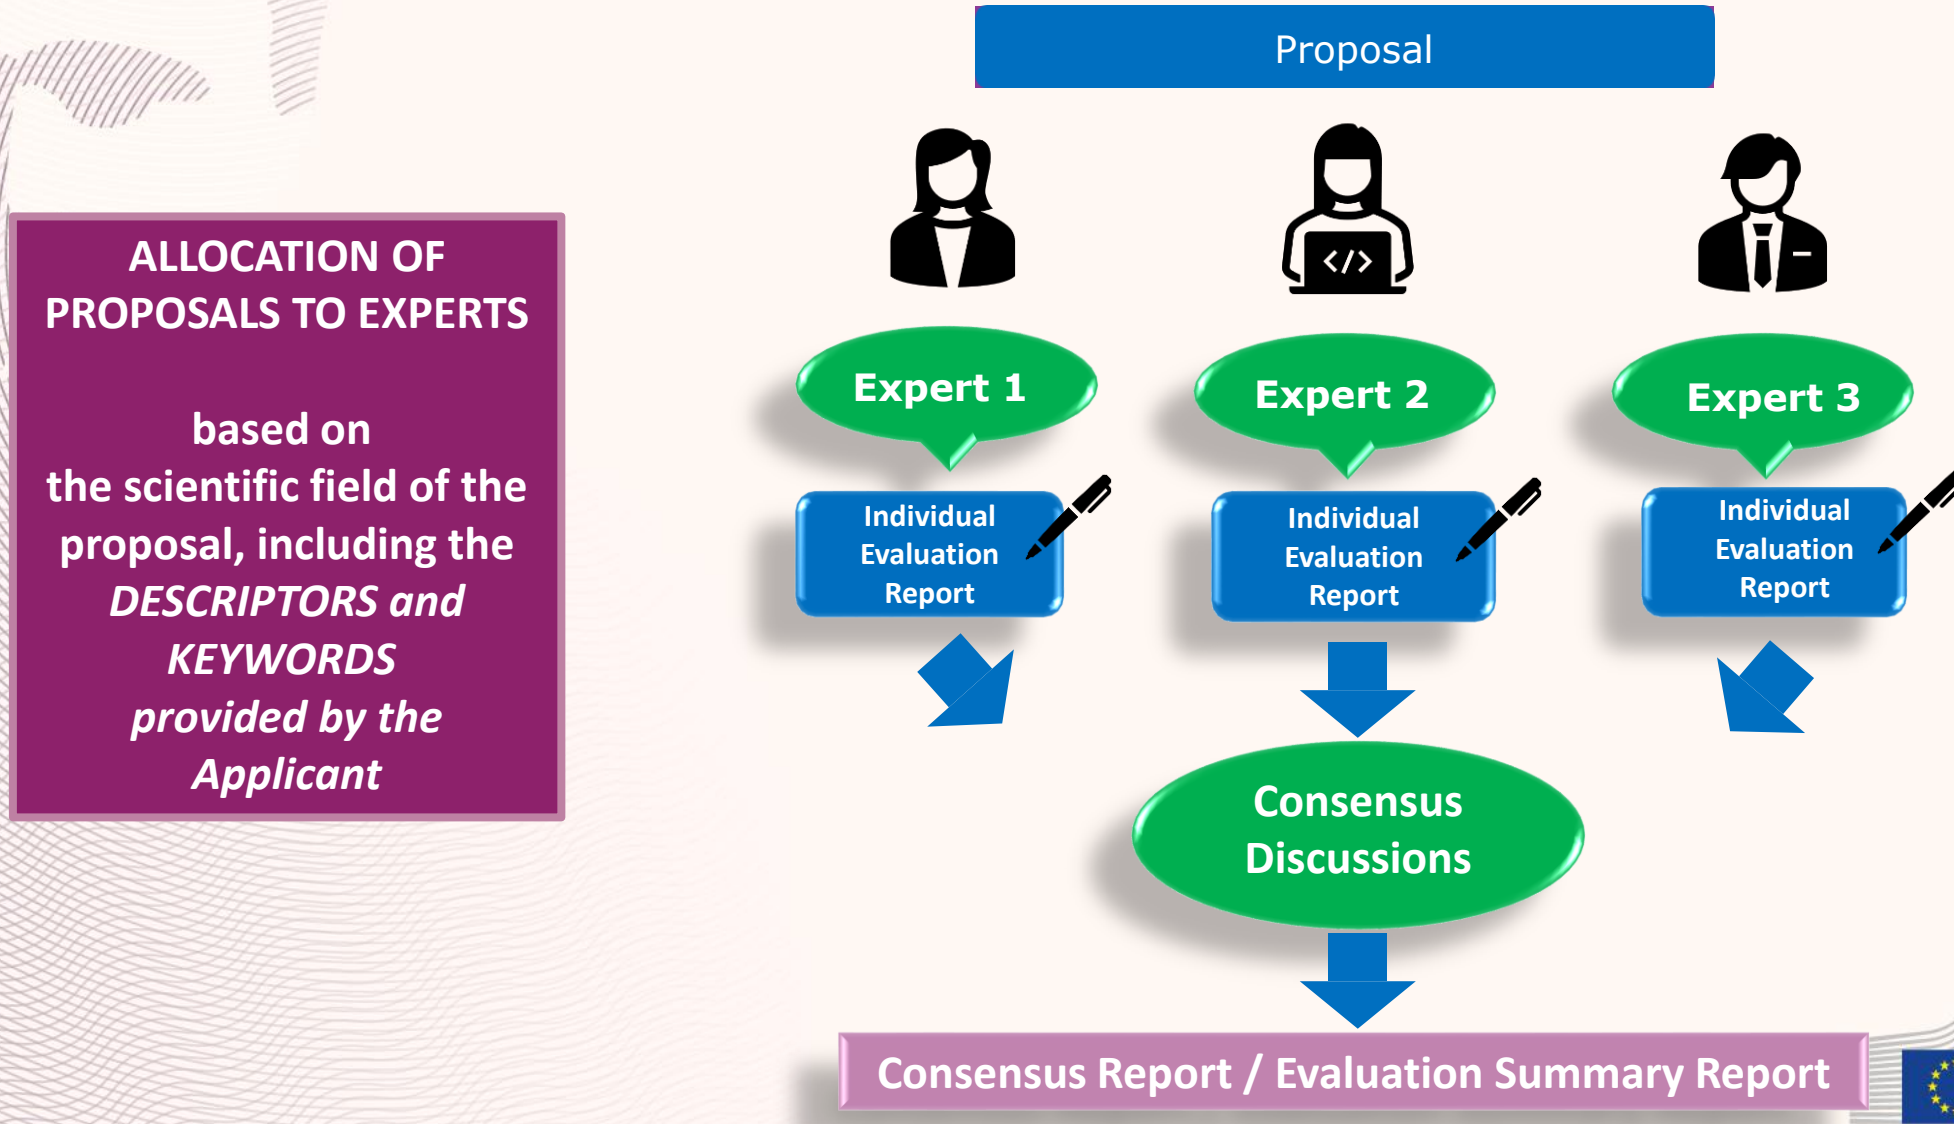 Proposal
ALLOCATION OF
PROPOSALS TO EXPERTS
based on
the scientific field of the
proposal, including the
DESCRIPTORS and
KEYWORDS
provided by the
Applicant
</>
Expert 1
Expert 2
Expert 3
Individual
Evaluation
Report
Individual
Evaluation
Report
Individual
Evaluation
Report
Consensus
Discussions
Consensus Report / Evaluation Summary Report